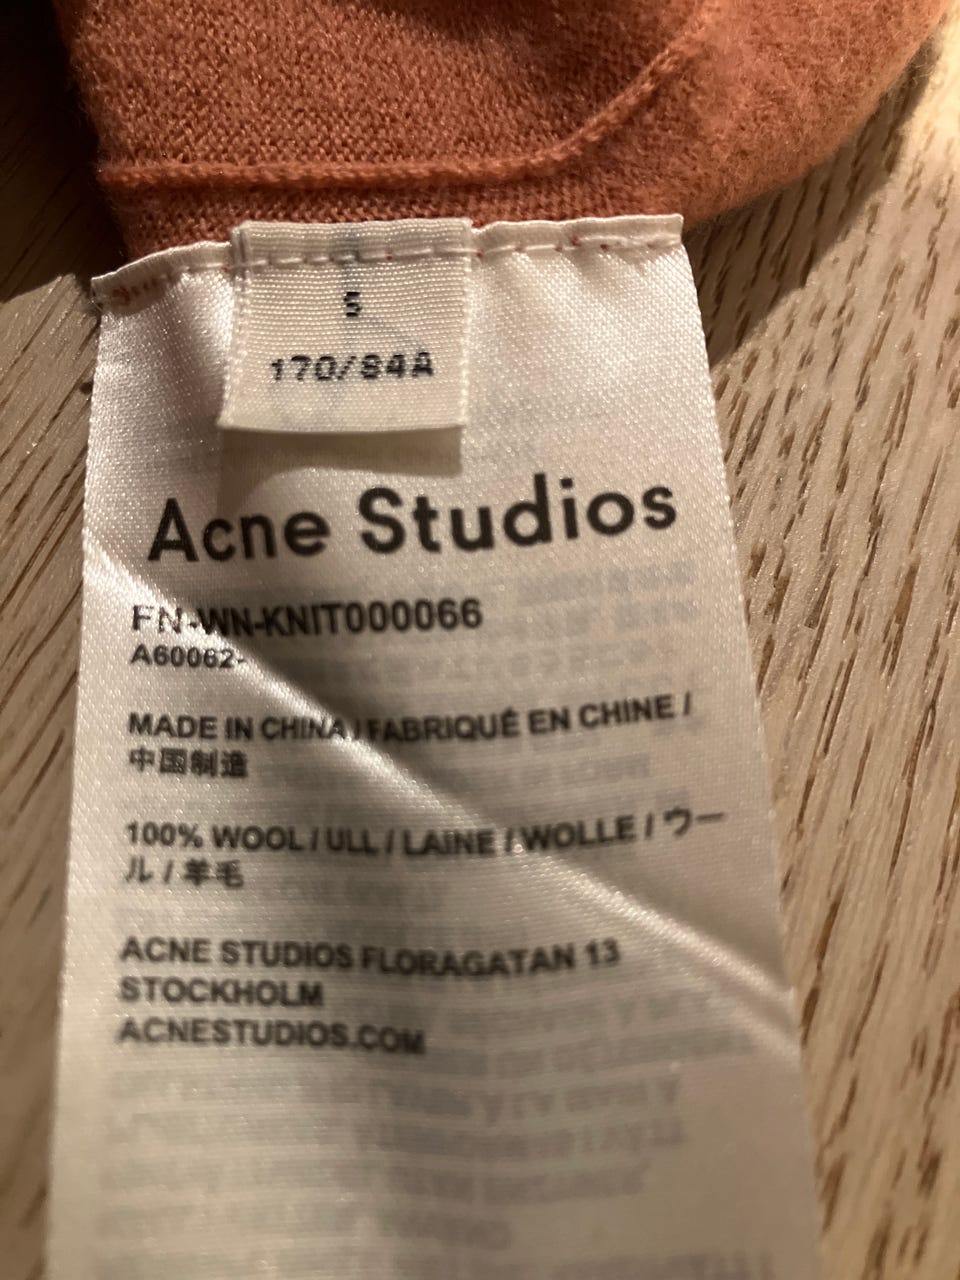 S
170/84A
Acne Studios
FN-WN-KNIT000066
A60062-
MADE IN CHINA / FABRIQUÉ EN CHINE /
中国制造
100% WOOL / ULL / LAINE / WOLLE / ウー
ル / 羊毛
ACNE STUDIOS FLORAGATAN 13
STOCKHOLM
ACNESTUDIOS.COM